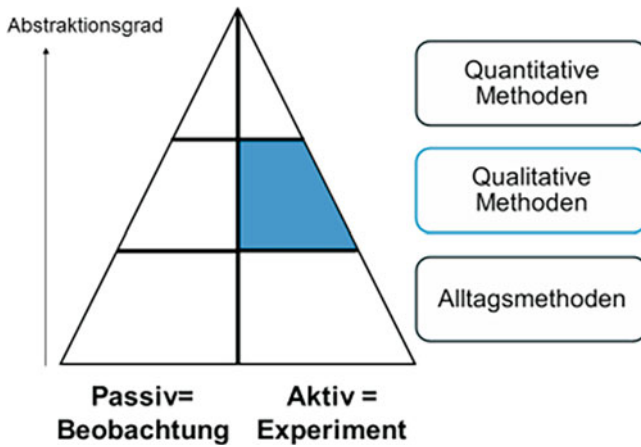 Abstraktionsgrad
Quantitative
Methoden
Qualitative
Methoden
Alltagsmethoden
Passiv=
Beobachtung
Aktiv =
Experiment